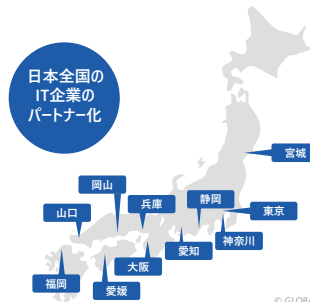 日本全国の
IT企業の
パートナー化
宮城
岡山
兵庫
静岡
山口
東京
神奈川
愛知
大阪
福岡
愛媛
© GLOB